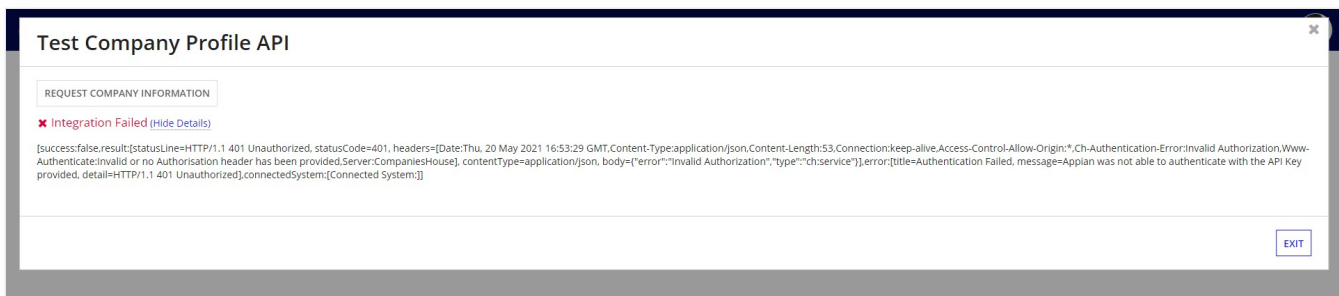 Test Company Profile API
REQUEST COMPANY INFORMATION
✖ Integration Failed (Hide Details)
[success:false,result:[statusLine=HTTP/1.1 401 Unauthorized, statusCode=401, headers=[Date:Thu, 20 May 2021 16:53:29 GMT,Content-Type:application/json,Content-Length:53,Connection:keep-alive,Access-Control-Allow-Origin:*,Ch-Authentication-Error:Invalid Authorization,Www-
Authenticate:Invalid or no Authorisation header has been provided,Server:CompaniesHouse], contentType=application/json, body={"error":"Invalid Authorization","type":"ch:service"}],error:[title=Authentication Failed, message=Appian was not able to authenticate with the API Key
provided, detail=HTTP/1.1 401 Unauthorized],connectedSystem:[Connected System:]]
EXIT